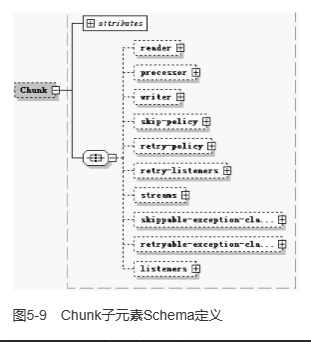 attributes
Chunk
reader
processor
writer
skip-policy
retry-policy
retry-listeners
streams
skippable-exception-cla...
retryable-exception-cla...
listeners
图5-9 Chunk子元素Schema定义